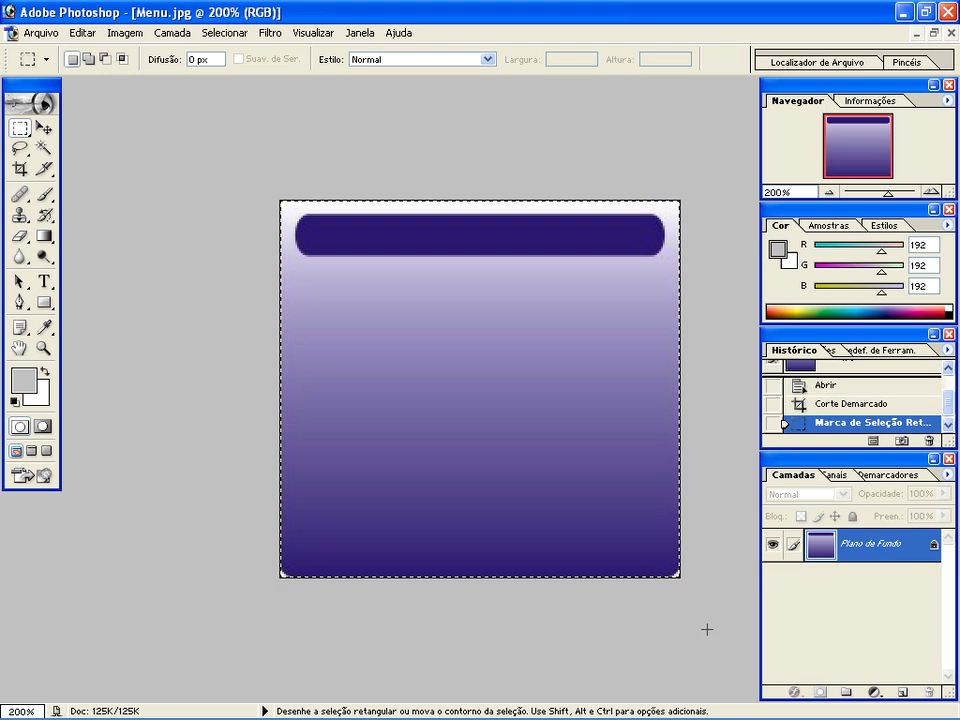 Adobe Photoshop - [Menu.jpg @ 200% (RGB)]
Arquivo Editar Imagem Camada Selecionar Filtro Visualizar Janela Ajuda
Difusão: 0 px Suav. de Ser. Estilo: Normal Largura: Altura: Localizador de Arquivo Pincéis
Navegador Informações
200%
Cor Amostras Estilos
R 192
G 192
B 192
Histórico es edef. de Ferram.
Abrir
Corte Demarcado
Marca de Seleção Ret...
Camadas anais Demarcadores
Normal Opacidade: 100%
Bloq.: Preen.: 100%
Plano de Fundo
T
200% Doc: 125K/125K Desenhe a seleção retangular ou mova o contorno da seleção. Use Shift, Alt e Ctrl para opções adicionais.